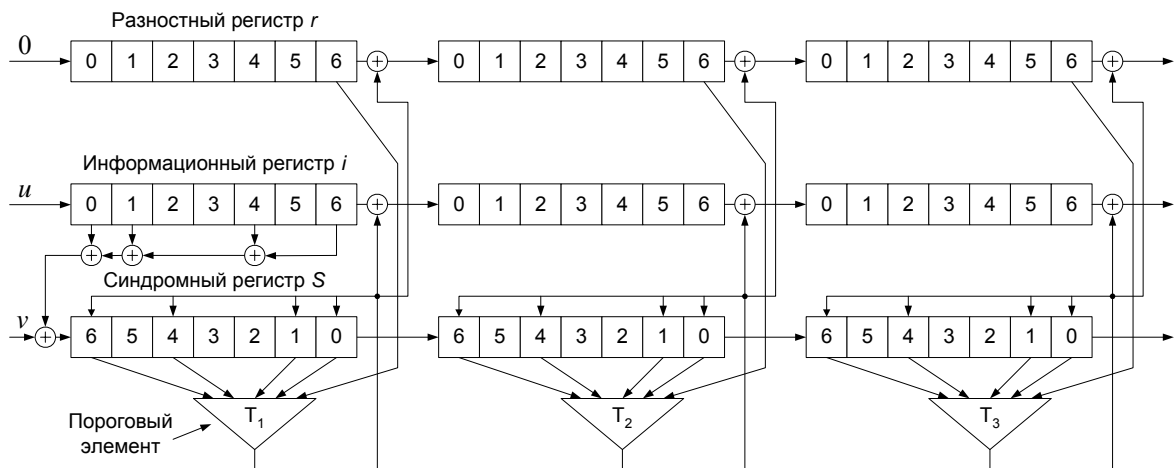 Разностный регистр r
0
0 1 2 3 4 5 6 + 0 1 2 3 4 5 6 + 0 1 2 3 4 5 6 +
Информационный регистр i
u
0 1 2 3 4 5 6 + 0 1 2 3 4 5 6 + 0 1 2 3 4 5 6 +
+ + +
Синдромный регистр S
v
+ 6 5 4 3 2 1 0 6 5 4 3 2 1 0 6 5 4 3 2 1 0
T1 T2 T3
Пороговый
элемент